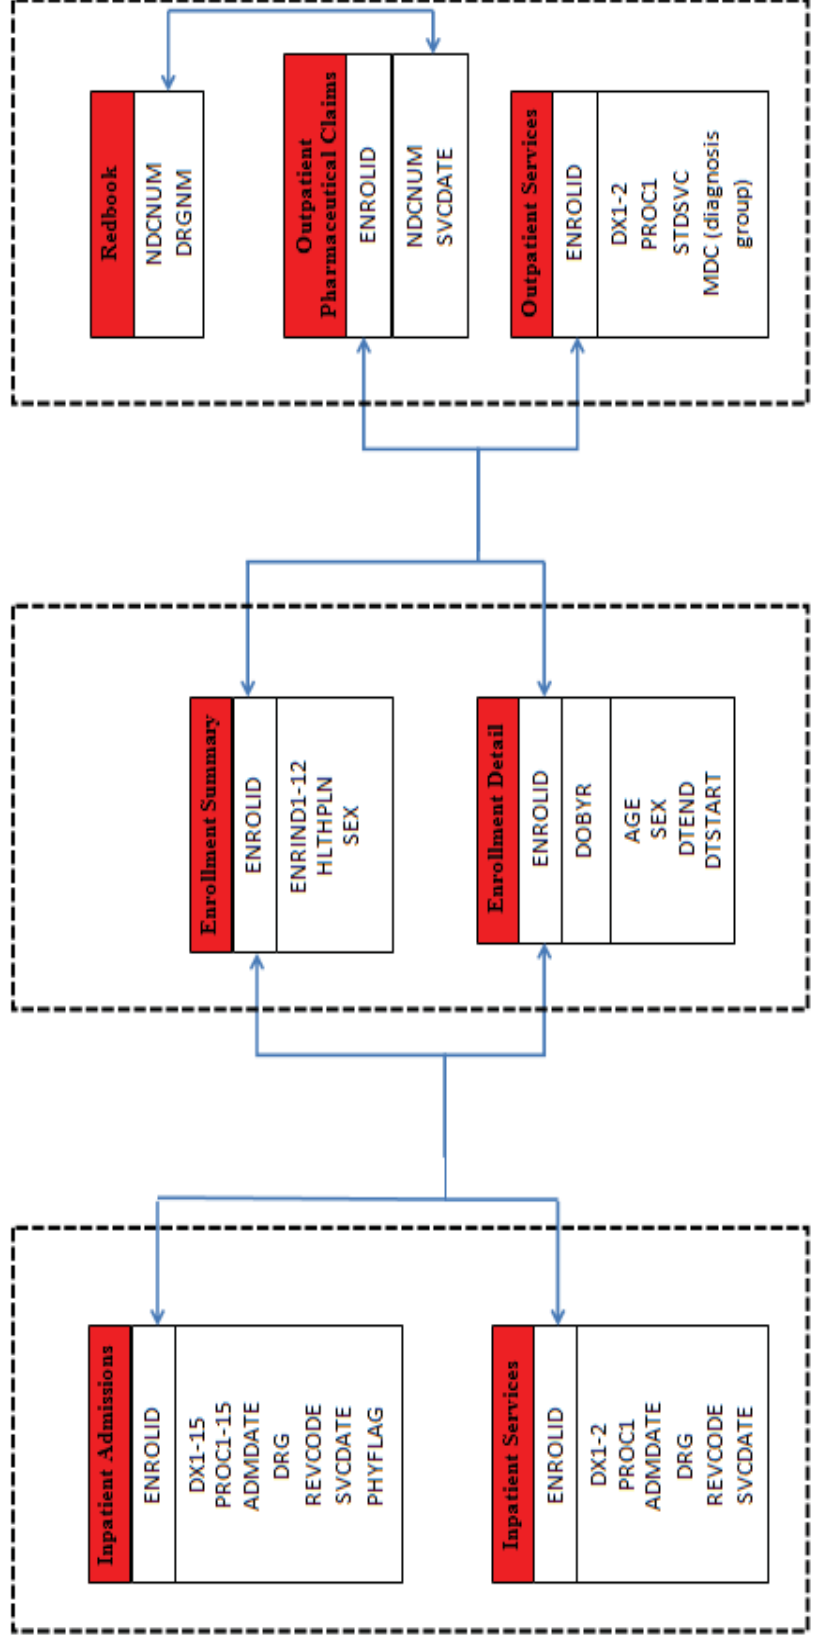 Inpatient Admissions
ENROLID
DX1-15
PROC1-15
ADMDATE
DRG
REVCODE
SVCDATE
PHYFLAG
Inpatient Services
ENROLID
DX1-2
PROC1
ADMDATE
DRG
REVCODE
SVCDATE
Enrollment Summary
ENROLID
ENRIND1-12
HLTHPLN
SEX
Enrollment Detail
ENROLID
DOBYR
AGE
SEX
DTEND
DTSTART
Redbook
NDCNUM
DRGNM
Outpatient
Pharmaceutical Claims
ENROLID
NDCNUM
SVCDATE
Outpatient Services
ENROLID
DX1-2
PROC1
STDSVC
MDC (diagnosis
group)